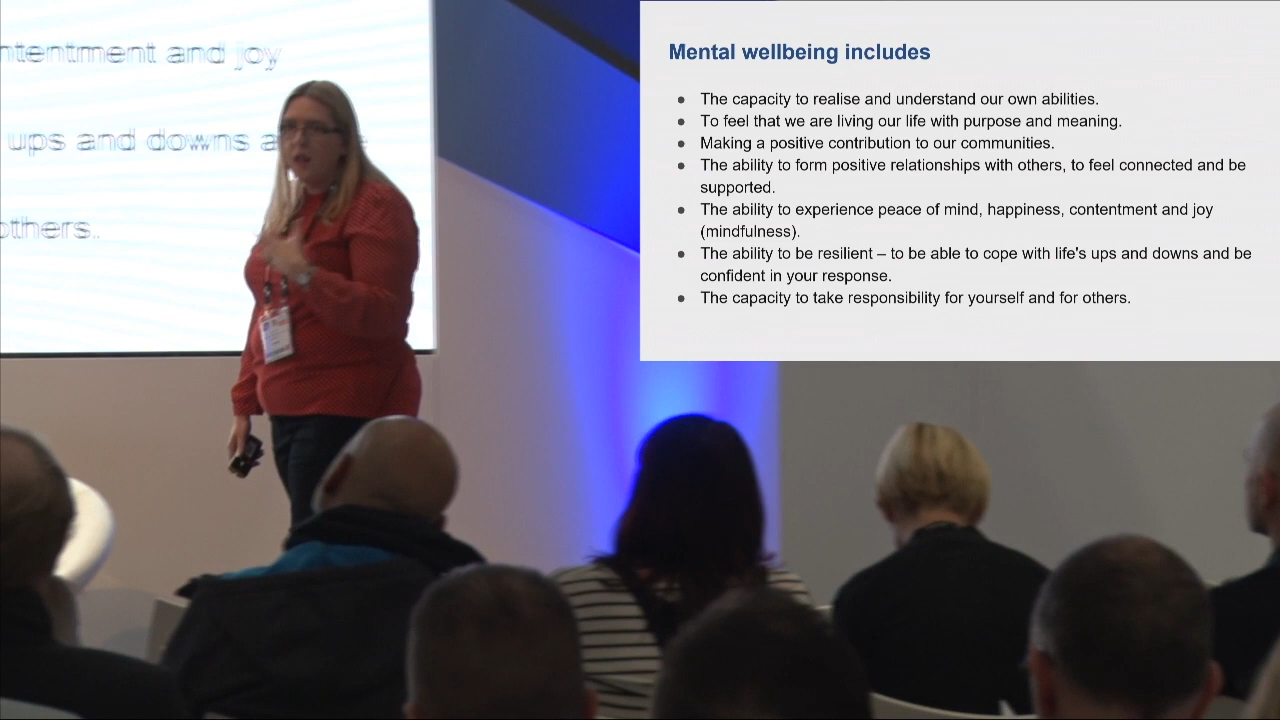 ntentment and joy
ups and downs a
others.
Mental wellbeing includes
● The capacity to realise and understand our own abilities.
● To feel that we are living our life with purpose and meaning.
● Making a positive contribution to our communities.
● The ability to form positive relationships with others, to feel connected and be
supported.
● The ability to experience peace of mind, happiness, contentment and joy
(mindfulness).
● The ability to be resilient – to be able to cope with life's ups and downs and be
confident in your response.
● The capacity to take responsibility for yourself and for others.